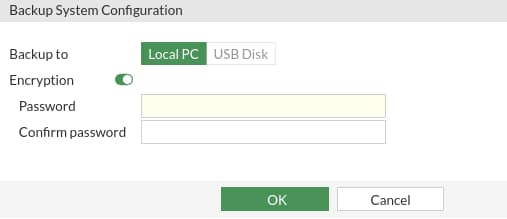 Backup System Configuration
Backup to Local PC USB Disk
Encryption
Password
Confirm password
OK Cancel